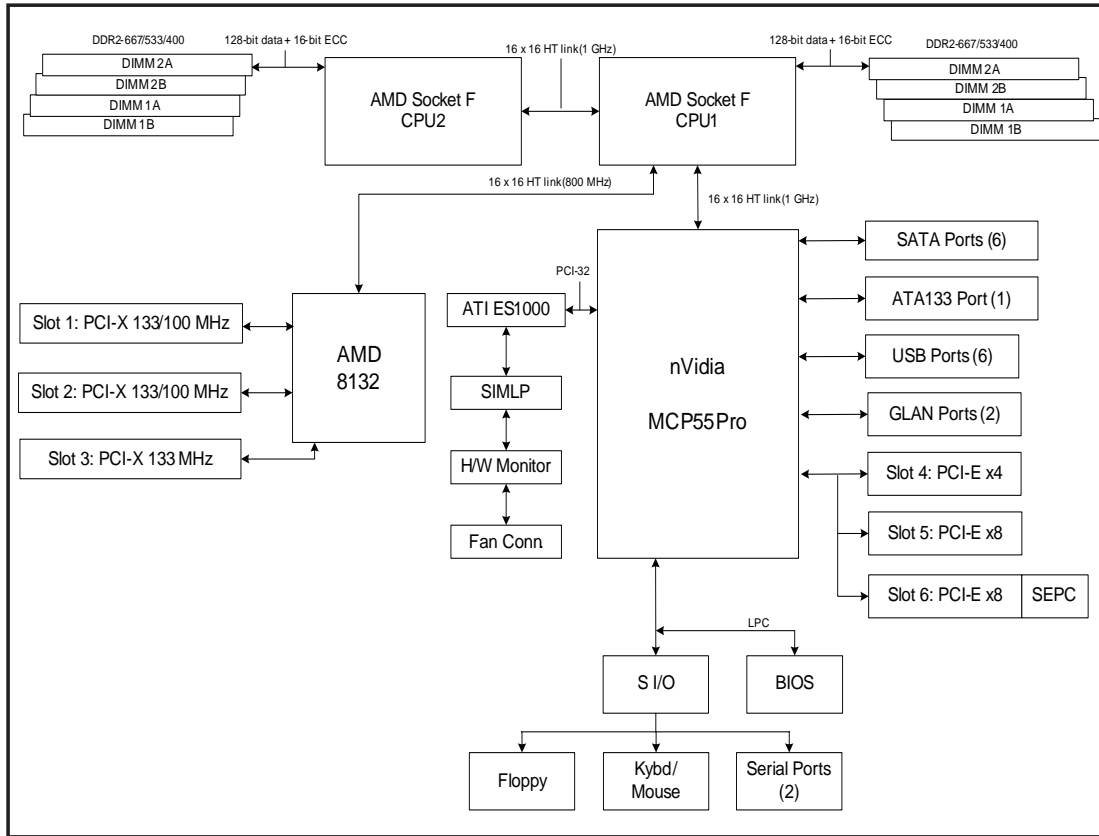 DDR2-667/533/400
128-bit data + 16-bit ECC
16 x 16 HT link(1 GHz)
128-bit data + 16-bit ECC
DDR2-667/533/400
DIMM 2A
DIMM 2B
DIMM 1A
DIMM 1B
AMD Socket F
CPU2
AMD Socket F
CPU1
DIMM 2A
DIMM 2B
DIMM 1A
DIMM 1B
16 x 16 HT link(800 MHz)
16 x 16 HT link(1 GHz)
Slot 1: PCI-X 133/100 MHz
Slot 2: PCI-X 133/100 MHz
Slot 3: PCI-X 133 MHz
AMD
8132
PCI-32
ATI ES1000
SIMLP
H/W Monitor
Fan Conn.
nVidia
MCP55Pro
SATA Ports (6)
ATA133 Port (1)
USB Ports (6)
GLAN Ports (2)
Slot 4: PCI-E x4
Slot 5: PCI-E x8
Slot 6: PCI-E x8
SEPC
LPC
S I/O
BIOS
Floppy
Kybd/
Mouse
Serial Ports
(2)